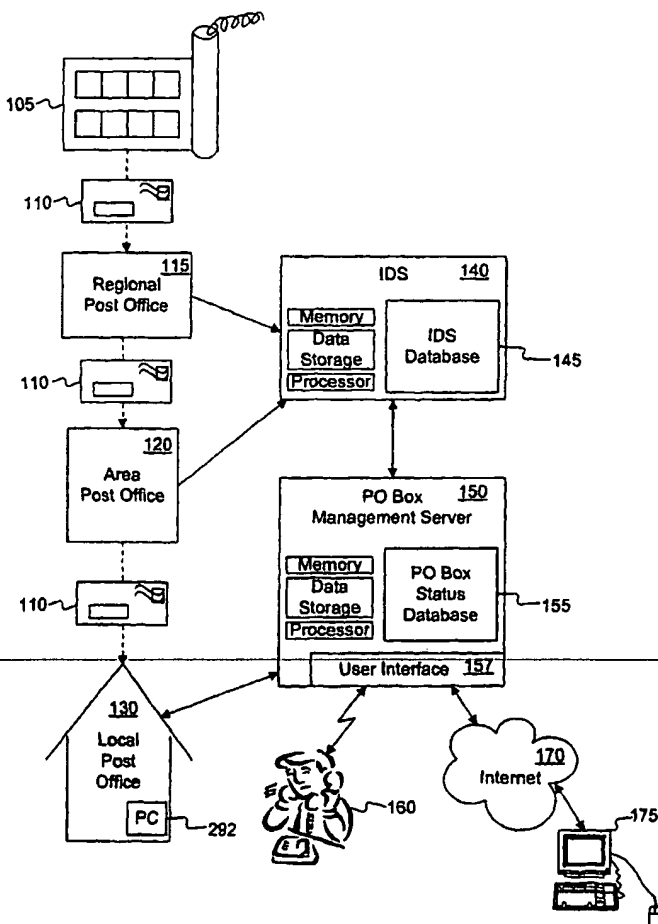 105
110
115
Regional
Post Office
110
120
Area
Post Office
110
130
Local
Post
Office
PC
292
IDS 140
Memory
Data
Storage
Processor
IDS
Database
145
PO Box 150
Management Server
Memory
Data
Storage
Processor
PO Box
Status
Database
155
User Interface 157
160
170
Internet
175